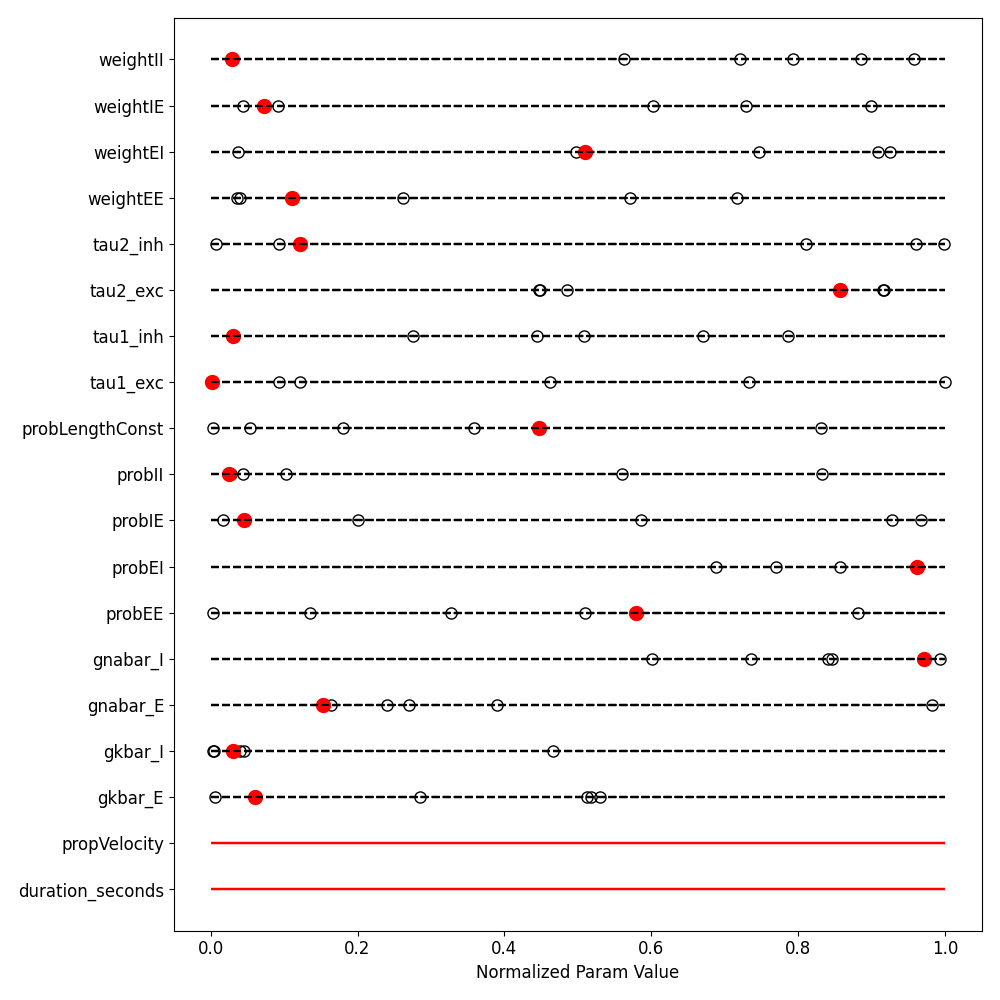 weightII
weightIE
weightEI
weightEE
tau2_inh
tau2_exc
tau1_inh
tau1_exc
probLengthConst
probII
probIE
probEI
probEE
gnabar_I
gnabar_E
gkbar_I
gkbar_E
propVelocity
duration_seconds
0.0 0.2 0.4 0.6 0.8 1.0
Normalized Param Value